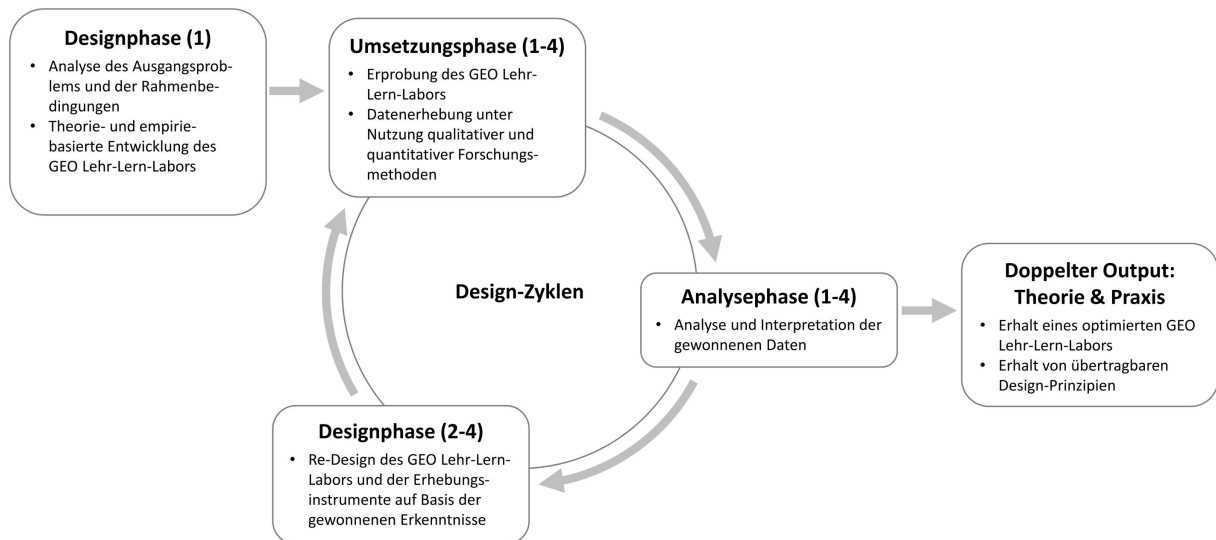 Designphase (1)
• Analyse des Ausgangsprob-
lems und der Rahmenbe-
dingungen
• Theorie- und empirie-
basierte Entwicklung des
GEO Lehr-Lern-Labors
Umsetzungsphase (1-4)
• Erprobung des GEO Lehr-
Lern-Labors
• Datenerhebung unter
Nutzung qualitativer und
quantitativer Forschungs-
methoden
Design-Zyklen
Analysephase (1-4)
• Analyse und Interpretation der
gewonnenen Daten
Doppelter Output:
Theorie & Praxis
• Erhalt eines optimierten GEO
Lehr-Lern-Labors
• Erhalt von übertragbaren
Design-Prinzipien
Designphase (2-4)
• Re-Design des GEO Lehr-Lern-
Labors und der Erhebungs-
instrumente auf Basis der
gewonnenen Erkenntnisse